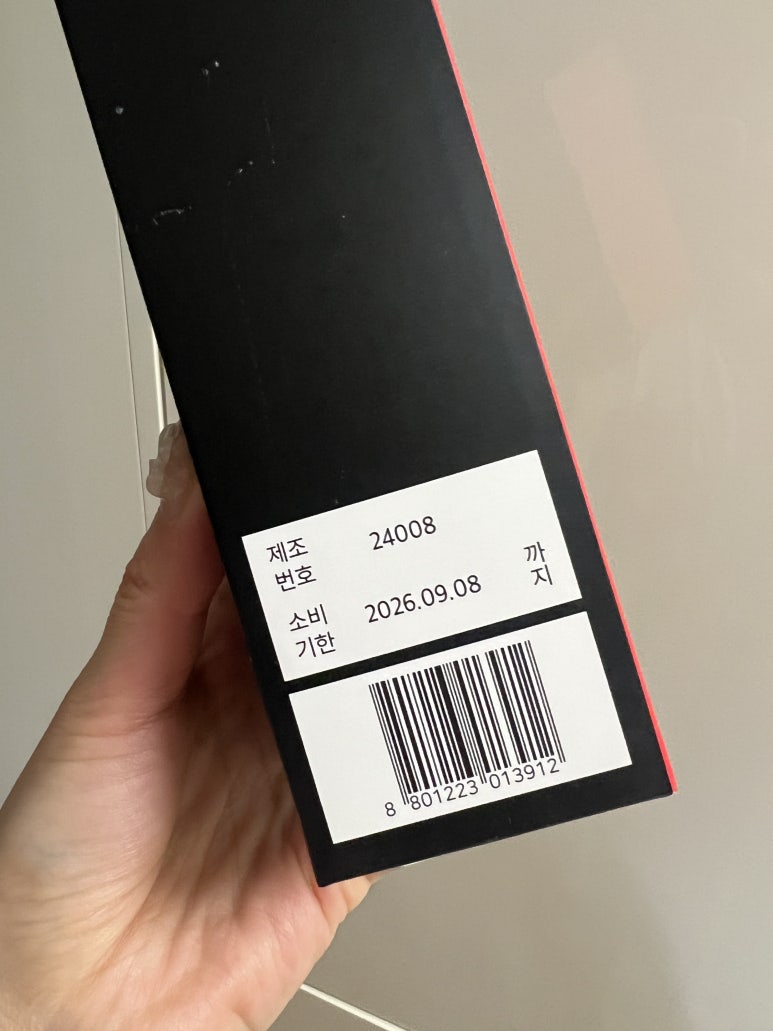 제조 24008
번호 까
소비 2026.09.08 지
기한
8 801223 013912